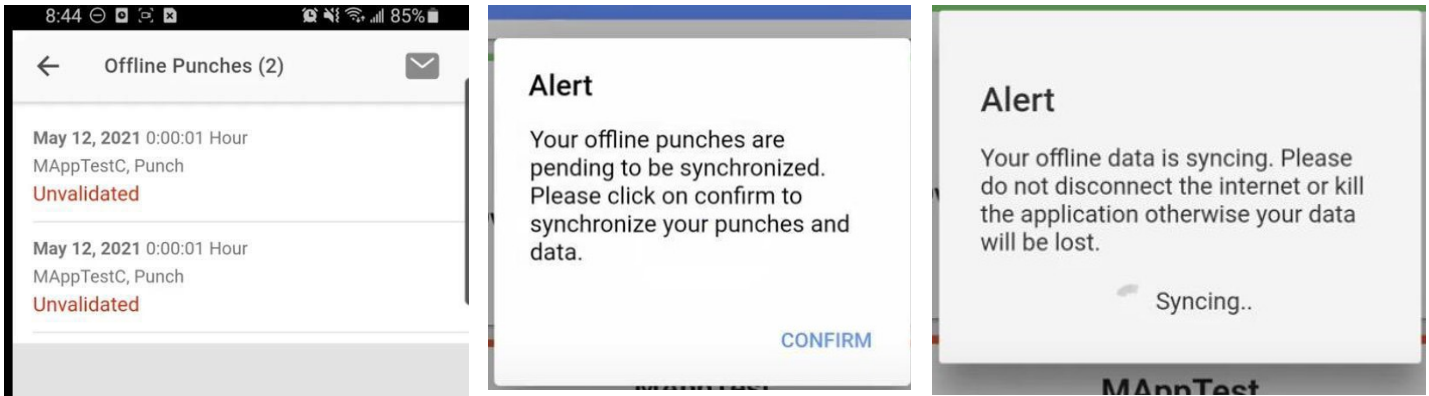 8:44 85%
Offline Punches (2)
May 12, 2021 0:00:01 Hour
MAppTestC, Punch
Unvalidated
May 12, 2021 0:00:01 Hour
MAppTestC, Punch
Unvalidated
Alert
Your offline punches are
pending to be synchronized.
Please click on confirm to
synchronize your punches and
data.
CONFIRM
MAppTest
Alert
Your offline data is syncing. Please
do not disconnect the internet or kill
the application otherwise your data
will be lost.
Syncing..
MAppTest